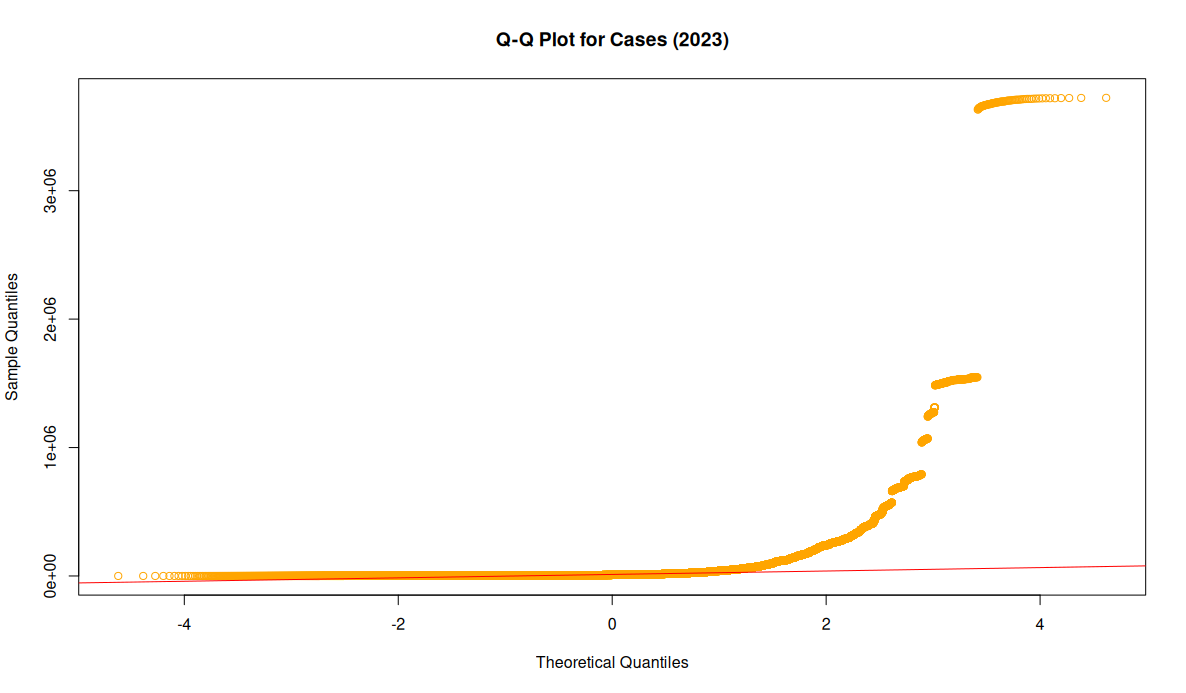 Q-Q Plot for Cases (2023)
Sample Quantiles
3e+06
2e+06
1e+06
0e+00
-4 -2 0 2 4
Theoretical Quantiles